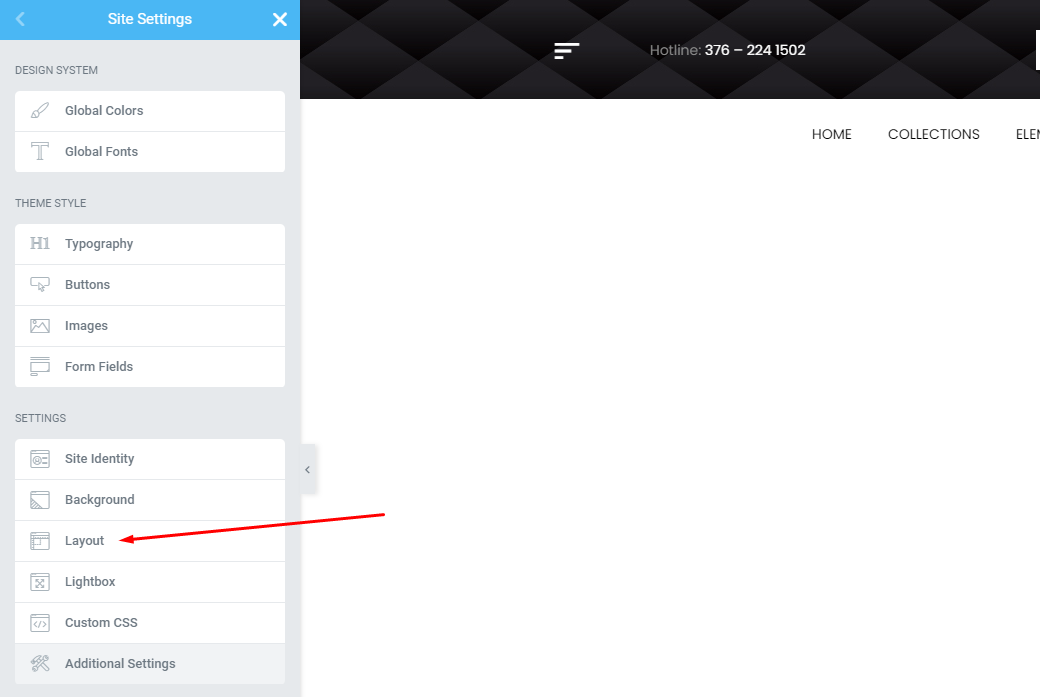 Site Settings
DESIGN SYSTEM
Global Colors
Global Fonts
THEME STYLE
H1 Typography
Buttons
Images
Form Fields
SETTINGS
Site Identity
Background
Layout
Lightbox
Custom CSS
Additional Settings
Hotline: 376 – 224 1502
HOME COLLECTIONS